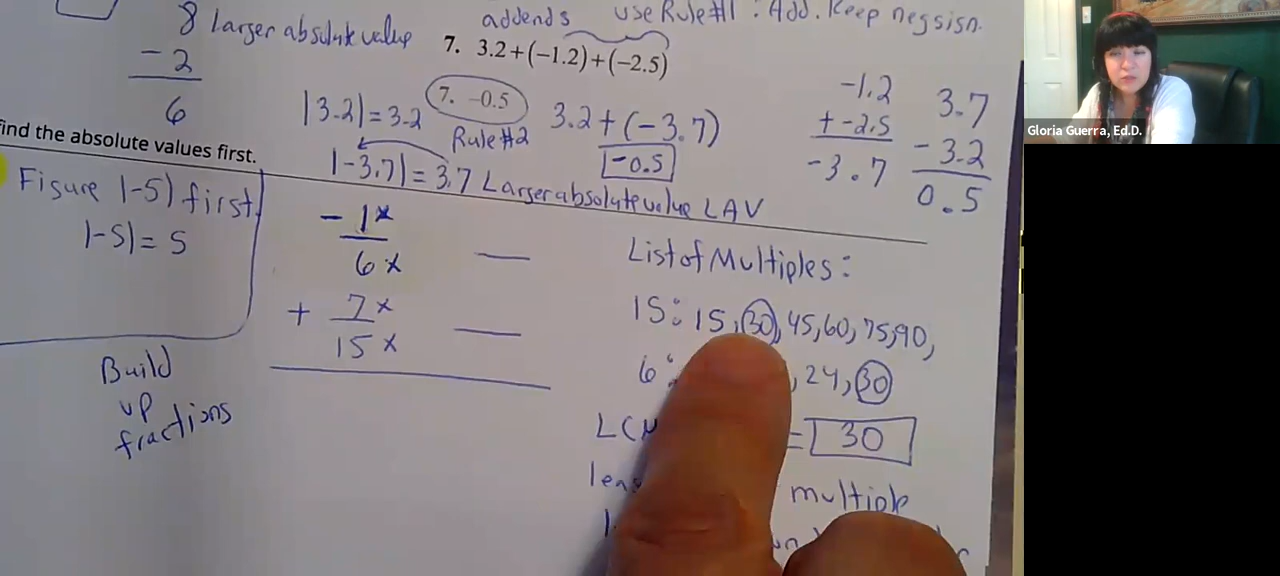 addends use Rule #1 : Add. Keep neg sign.
8 Larger absolute value
- 2
6
7. 3.2+(−1.2)+(−2.5)
7. −0.5
|3.2| = 3.2
Rule #2
3.2 + (-3.7)
-0.5
|-3.7| = 3.7 Larger absolute value LAV
-1.2
+ -2.5
-3.7
3.7
- 3.2
0.5
Gloria Guerra, Ed.D.
find the absolute values first.
Figure |-5| first
|-5| = 5
- 1 x
6 x
+ 7 x
15 x
Build
up
fractions
List of Multiples:
15: 15, 30, 45, 60, 75, 90,
6: , 24, 30
= 30
multiple